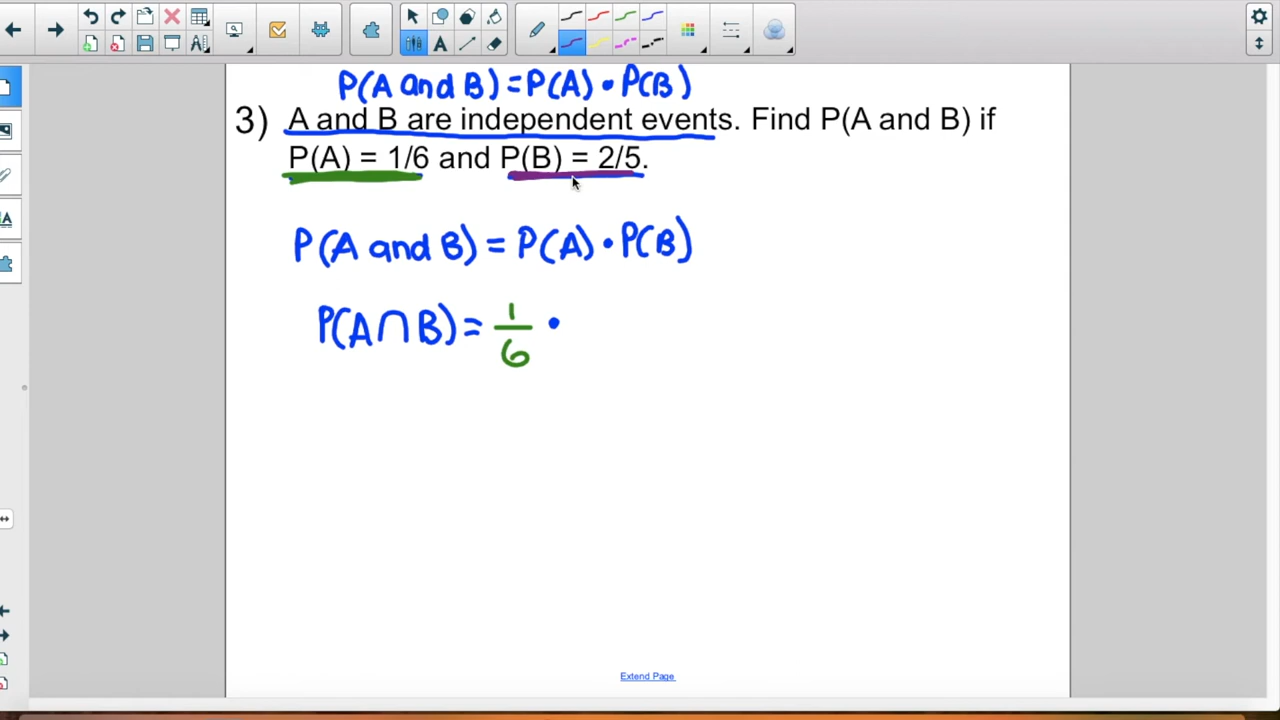 P(A and B) = P(A) • P(B)
3) A and B are independent events. Find P(A and B) if
P(A) = 1/6 and P(B) = 2/5.
P(A and B) = P(A) • P(B)
P(A ∩ B) = 1/6 •
Extend Page